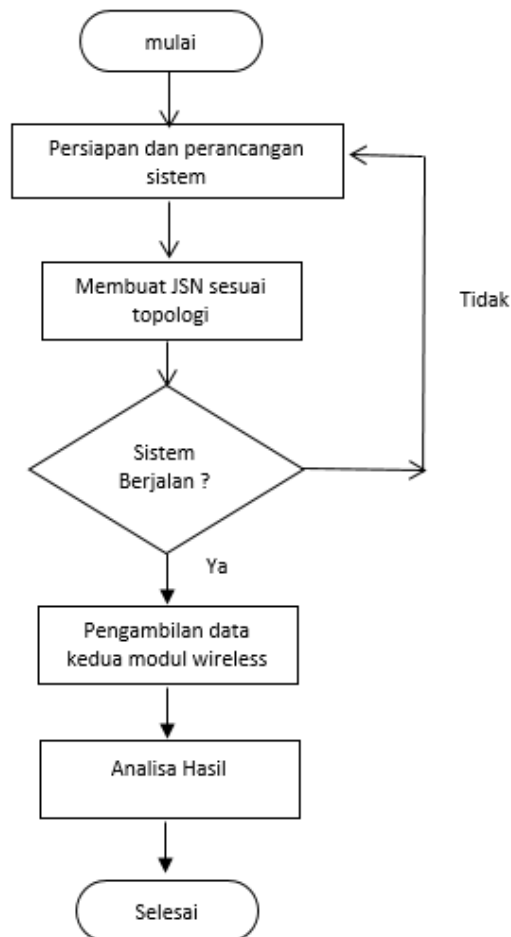 mulai
Persiapan dan perancangan
sistem
Membuat JSN sesuai
topologi
Tidak
Sistem
Berjalan ?
Ya
Pengambilan data
kedua modul wireless
Analisa Hasil
Selesai